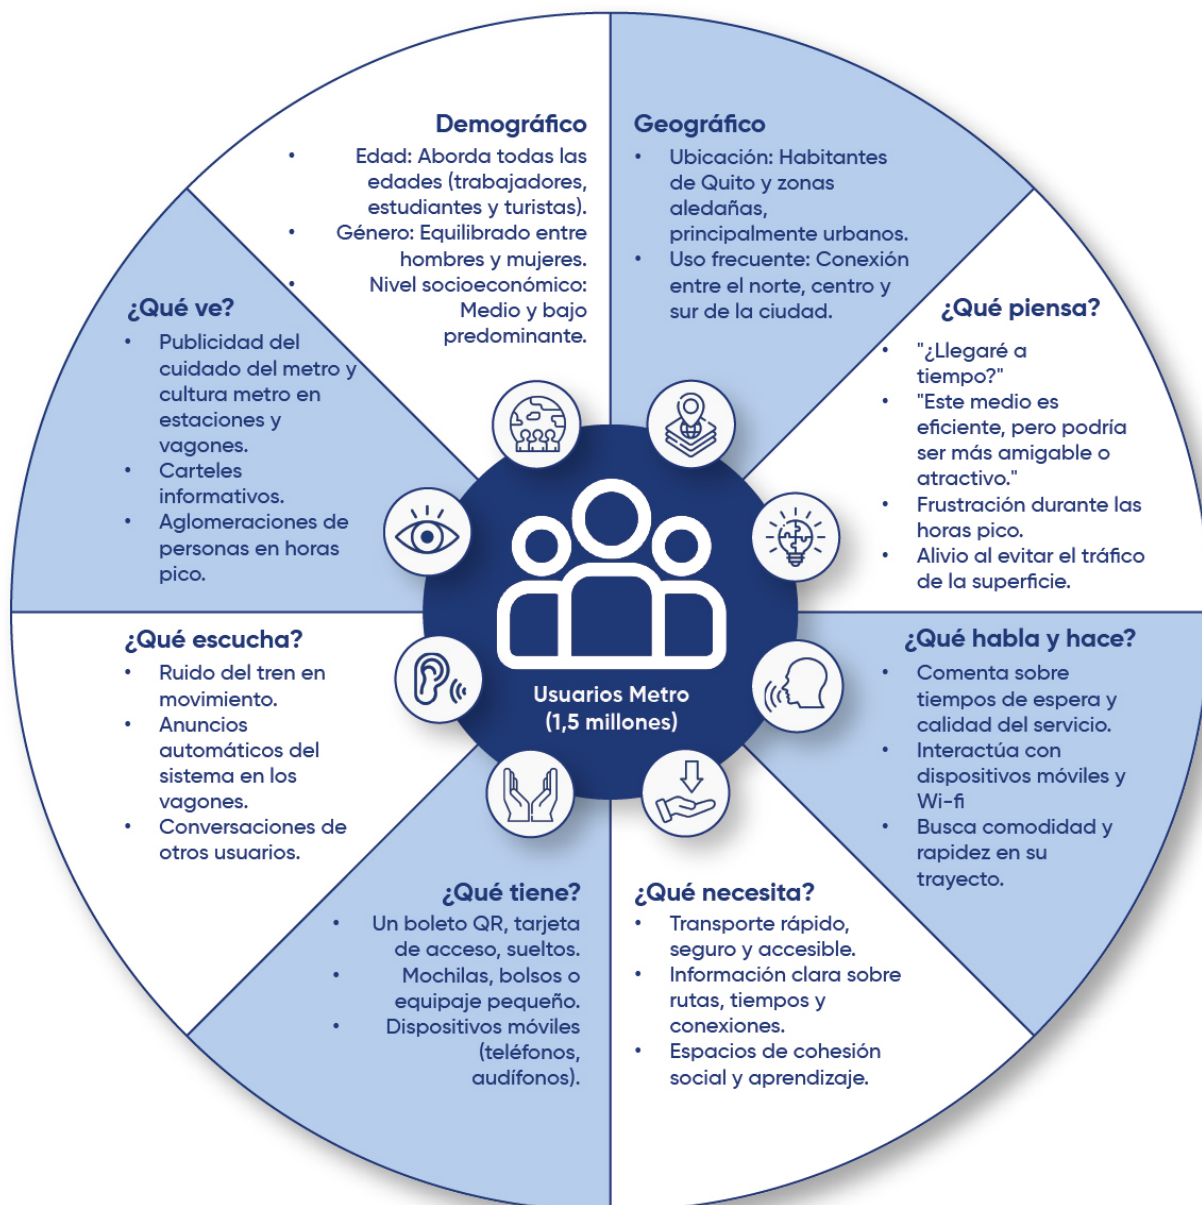 Demográfico
• Edad: Aborda todas las
edades (trabajadores,
estudiantes y turistas).
• Género: Equilibrado entre
hombres y mujeres.
• Nivel socioeconómico:
Medio y bajo
predominante.
Geográfico
• Ubicación: Habitantes
de Quito y zonas
aledañas,
principalmente urbanos.
• Uso frecuente: Conexión
entre el norte, centro y
sur de la ciudad.
¿Qué ve?
• Publicidad del
cuidado del metro y
cultura metro en
estaciones y
vagones.
• Carteles
informativos.
• Aglomeraciones de
personas en horas
pico.
¿Qué piensa?
• "¿Llegaré a
tiempo?"
• "Este medio es
eficiente, pero podría
ser más amigable o
atractivo."
• Frustración durante las
horas pico.
• Alivio al evitar el tráfico
de la superficie.
Usuarios Metro
(1,5 millones)
¿Qué escucha?
• Ruido del tren en
movimiento.
• Anuncios
automáticos del
sistema en los
vagones.
• Conversaciones de
otros usuarios.
¿Qué habla y hace?
• Comenta sobre
tiempos de espera y
calidad del servicio.
• Interactúa con
dispositivos móviles y
Wi-fi
• Busca comodidad y
rapidez en su
trayecto.
¿Qué tiene?
• Un boleto QR, tarjeta
de acceso, sueltos.
• Mochilas, bolsos o
equipaje pequeño.
• Dispositivos móviles
(teléfonos,
audífonos).
¿Qué necesita?
• Transporte rápido,
seguro y accesible.
• Información clara sobre
rutas, tiempos y
conexiones.
• Espacios de cohesión
social y aprendizaje.